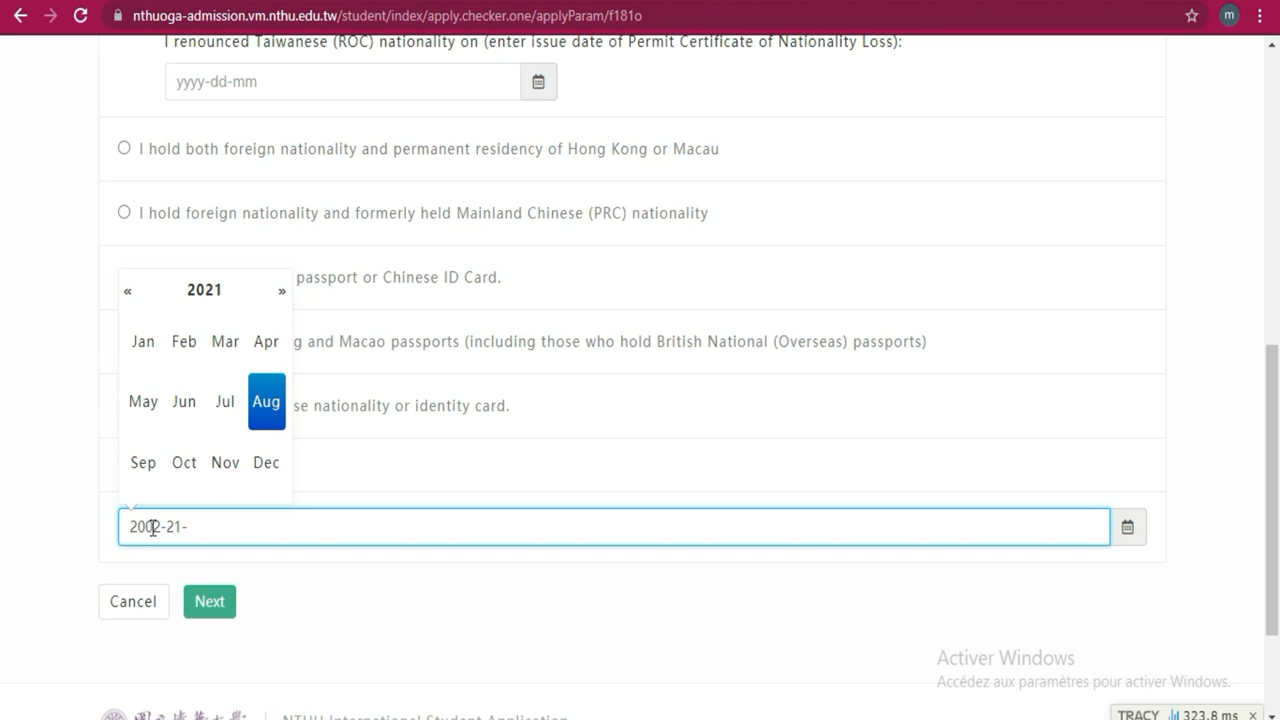 nthuoga-admission.vm.nthu.edu.tw/student/index/apply.checker.one/applyParam/f181o
m
I renounced Taiwanese (ROC) nationality on (enter issue date of Permit Certificate of Nationality Loss):
yyyy-dd-mm
I hold both foreign nationality and permanent residency of Hong Kong or Macau
I hold foreign nationality and formerly held Mainland Chinese (PRC) nationality
passport or Chinese ID Card.
« 2021 »
Jan Feb Mar Apr
g and Macao passports (including those who hold British National (Overseas) passports)
May Jun Jul Aug
se nationality or identity card.
Sep Oct Nov Dec
2002-21-
Cancel Next
Activer Windows
Accédez aux paramètres pour activer Windows.
NTHU International Student Application
TRACY 323.8 ms ×